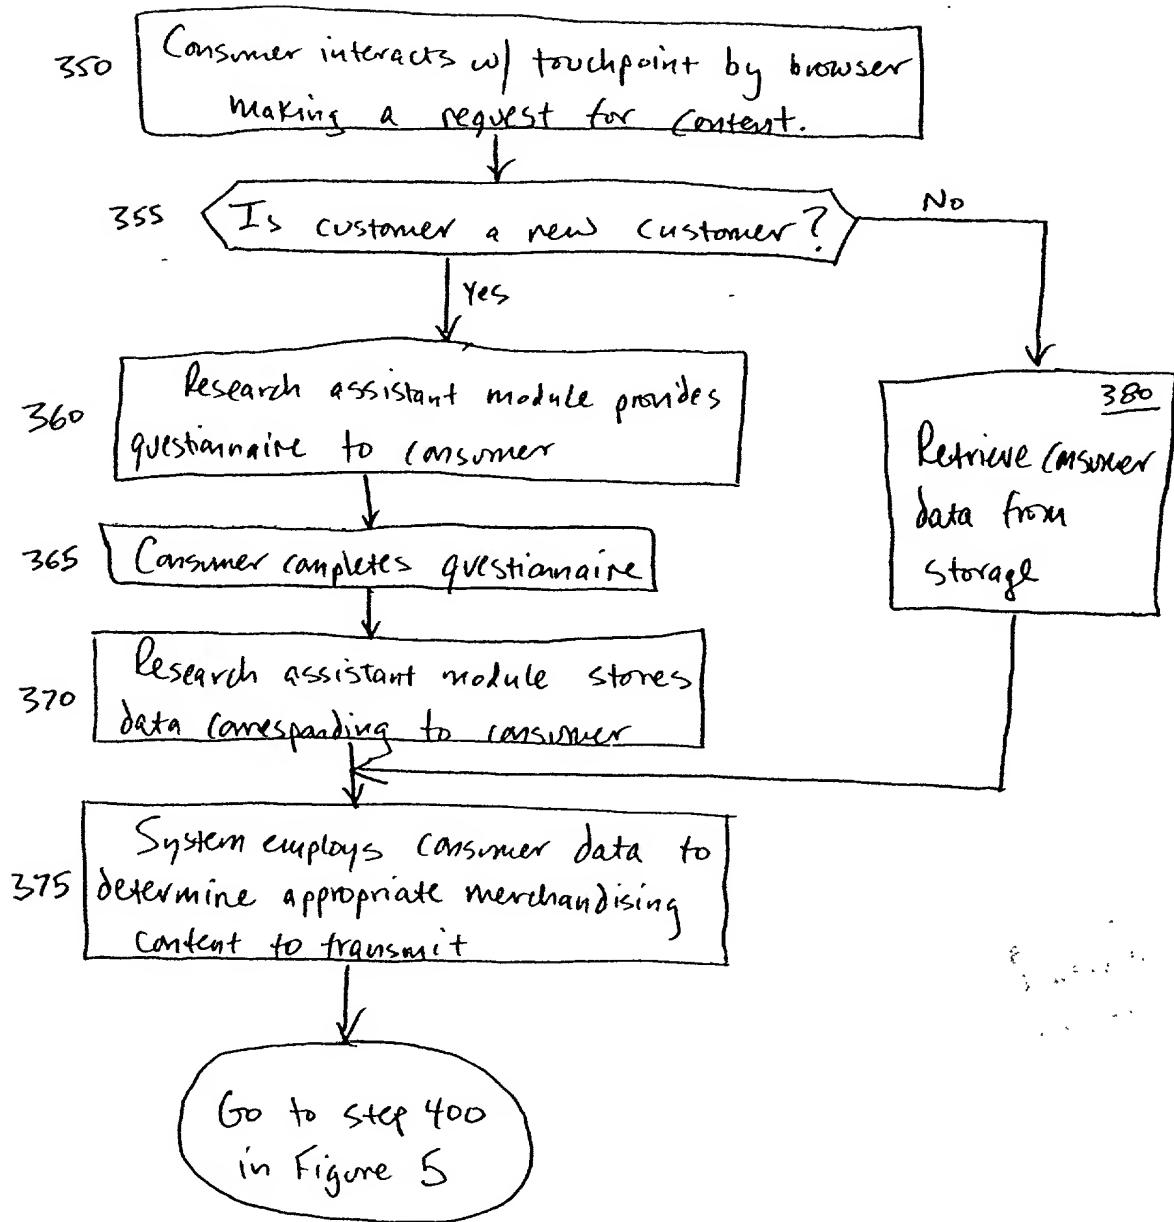 350
Consumer interacts w/ touchpoint by browser
making a request for content.
355
Is customer a new customer?
No
Yes
360
Research assistant module provides
questionnaire to consumer
380
Retrieve consumer
data from
storage
365
Consumer completes questionnaire
370
Research assistant module stores
data corresponding to consumer
375
System employs consumer data to
determine appropriate merchandising
content to transmit
Go to step 400
in Figure 5